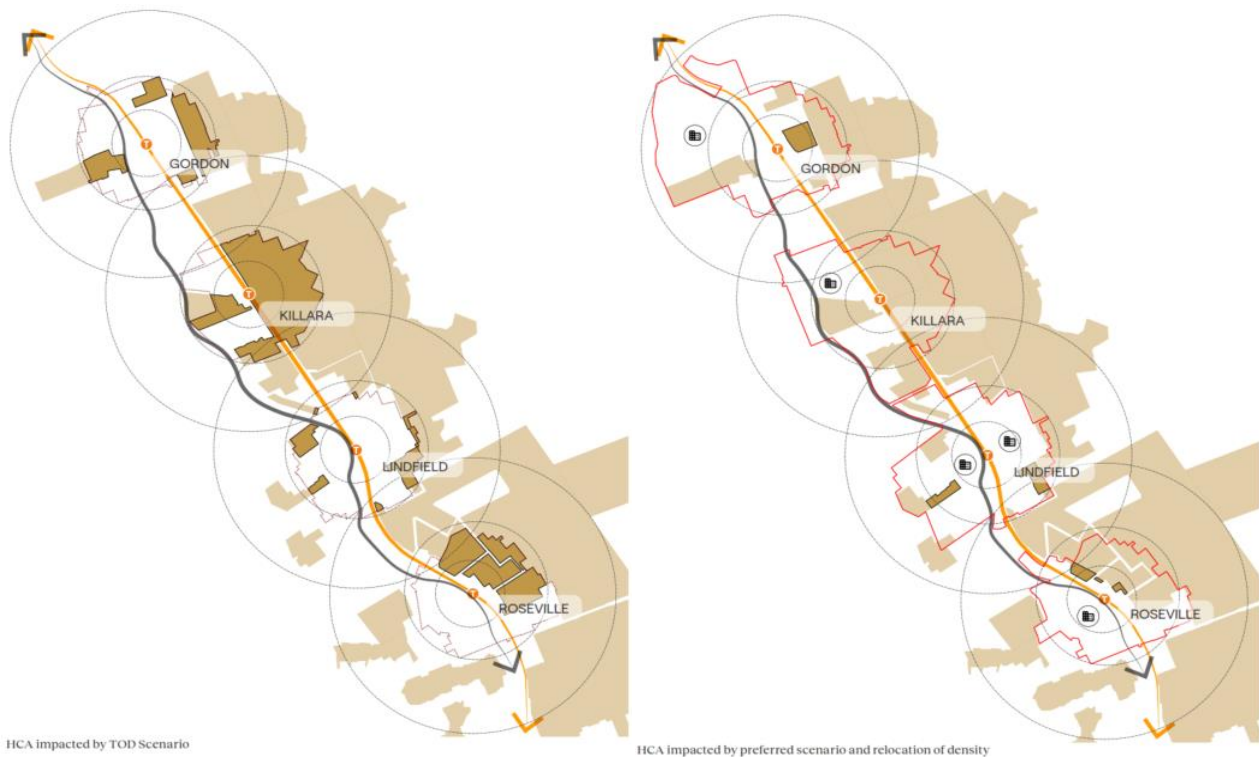 T
GORDON
T
KILLARA
T
LINDFIELD
T
ROSEVILLE
HCA impacted by TOD Scenario
T
GORDON
T
KILLARA
T
LINDFIELD
T
ROSEVILLE
HCA impacted by preferred scenario and relocation of density